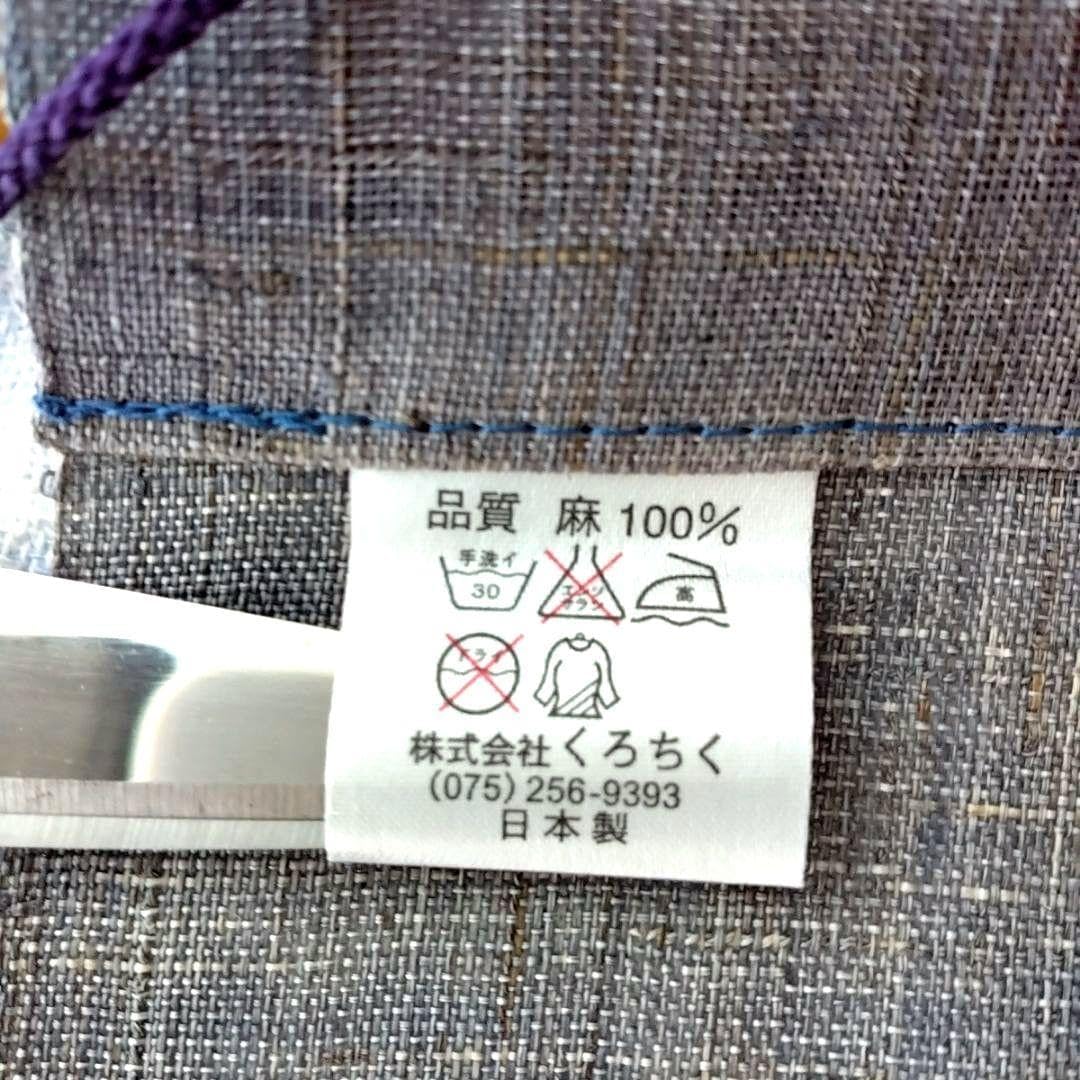 品質 麻 100%
手洗イ
30
エンソ
サラシ
高
ドライ
株式会社くろちく
(075) 256-9393
日本製